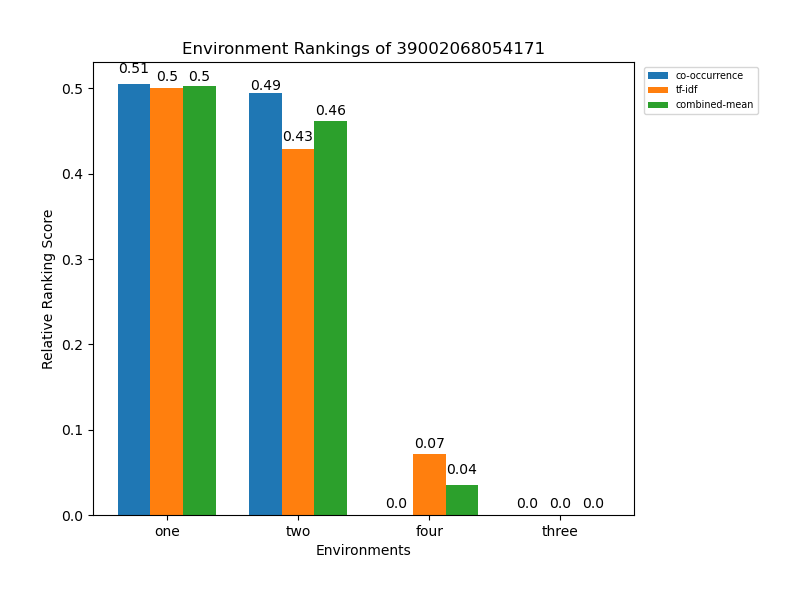 Environment Rankings of 39002068054171
co-occurrence
tf-idf
combined-mean
Relative Ranking Score
0.5
0.4
0.3
0.2
0.1
0.0
0.51
0.5
0.5
0.49
0.43
0.46
0.0
0.07
0.04
0.0
0.0
0.0
one
two
four
three
Environments